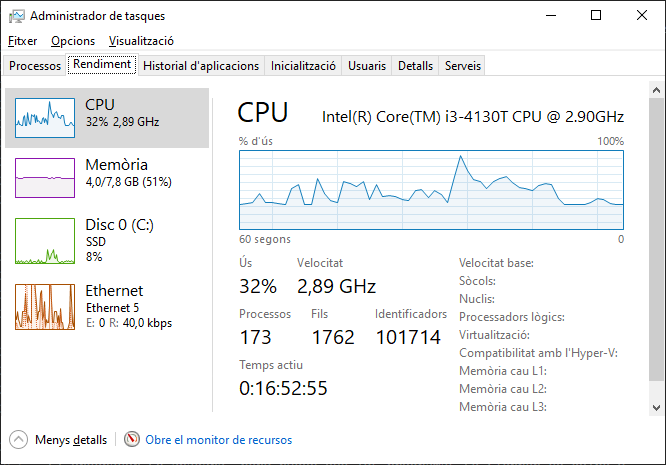 Administrador de tasques
Fitxer Opcions Visualització
Processos Rendiment Historial d'aplicacions Inicialització Usuaris Detalls Serveis
CPU
32% 2,89 GHz
Memòria
4,0/7,8 GB (51%)
Disc 0 (C:)
SSD
8%
Ethernet
Ethernet 5
E: 0 R: 40,0 kbps
CPU Intel(R) Core(TM) i3-4130T CPU @ 2.90GHz
% d'ús 100%
60 segons 0
Ús Velocitat
32% 2,89 GHz
Processos Fils Identificadors
173 1762 101714
Temps actiu
0:16:52:55
Velocitat base:
Sòcols:
Nuclis:
Processadors lògics:
Virtualització:
Compatibilitat amb l'Hyper-V:
Memòria cau L1:
Memòria cau L2:
Memòria cau L3:
Menys detalls Obre el monitor de recursos